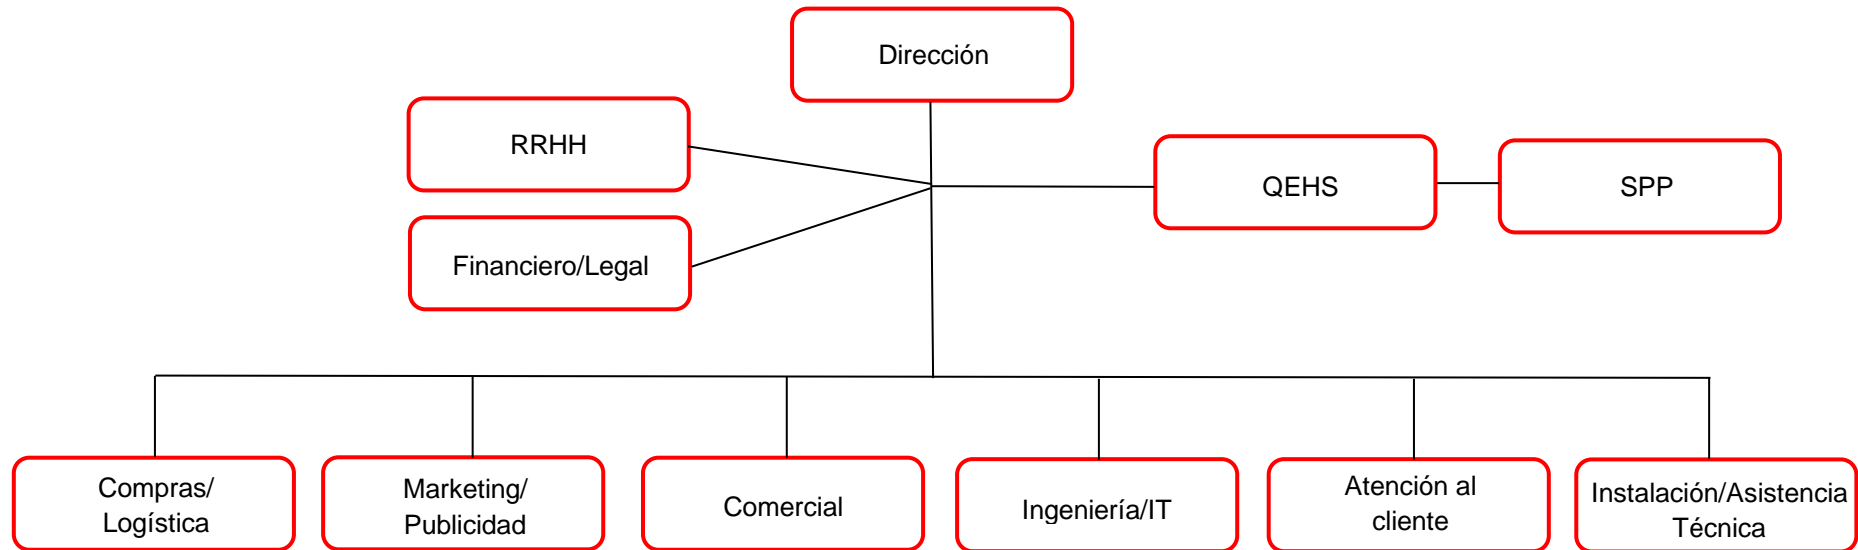 Dirección
RRHH
QEHS
SPP
Financiero/Legal
Compras/
Logística
Marketing/
Publicidad
Comercial
Ingeniería/IT
Atención al
cliente
Instalación/Asistencia
Técnica